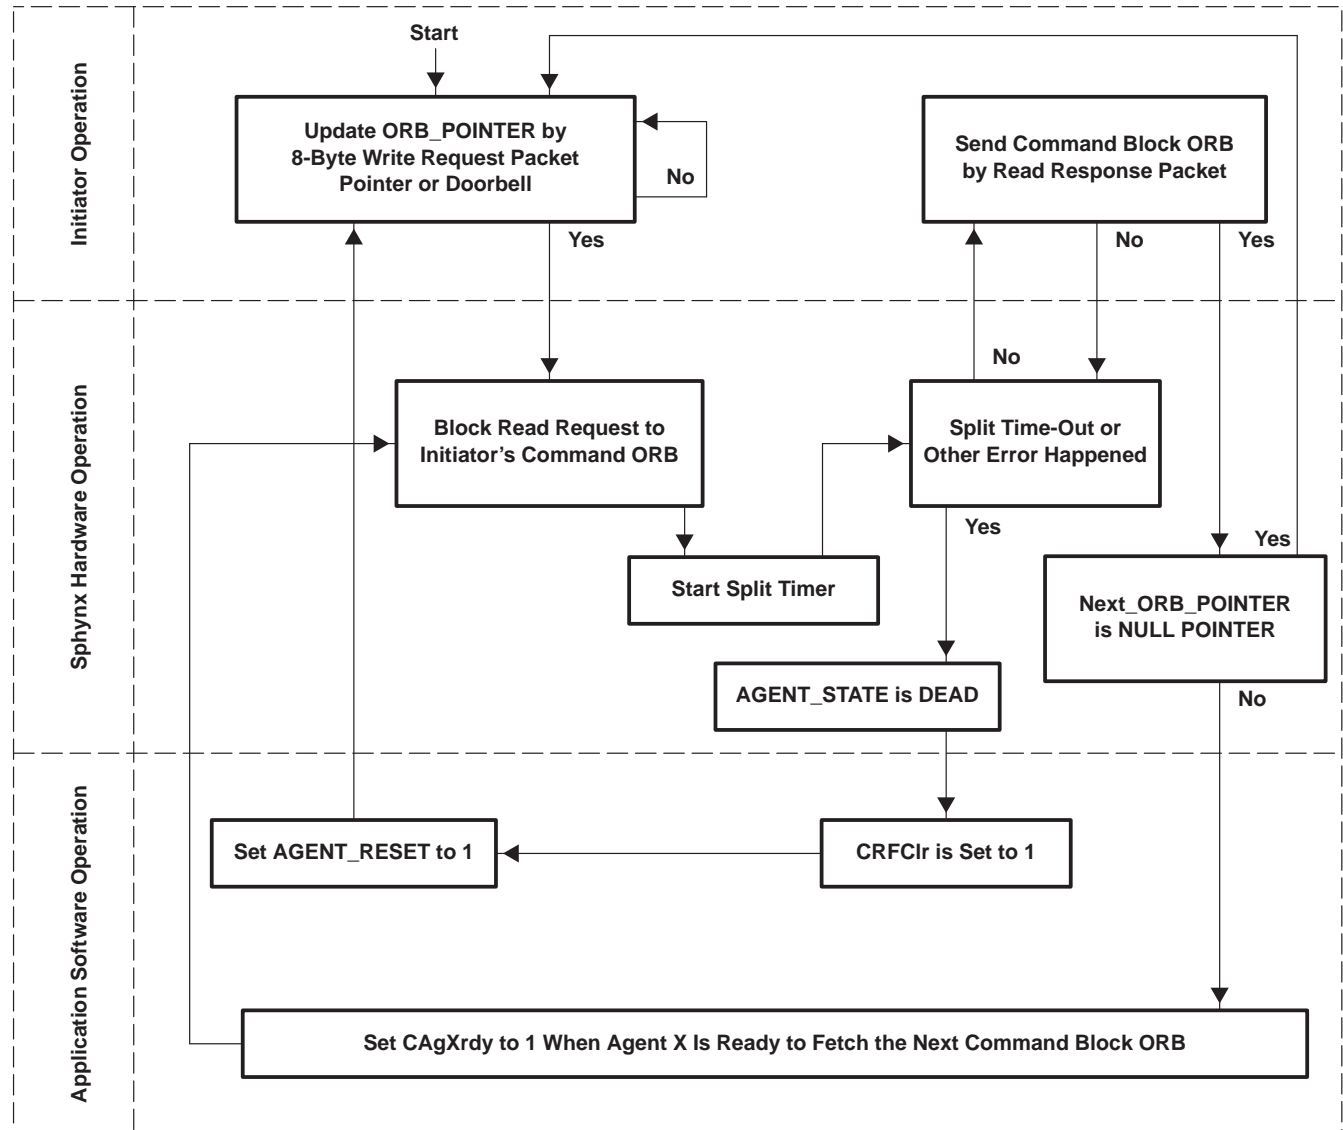 Start
Initiator Operation
Update ORB_POINTER by
8-Byte Write Request Packet
Pointer or Doorbell
No
Yes
Send Command Block ORB
by Read Response Packet
No
Yes
Sphynx Hardware Operation
No
Block Read Request to
Initiator's Command ORB
Split Time-Out or
Other Error Happened
Yes
Start Split Timer
Yes
Next_ORB_POINTER
is NULL POINTER
No
AGENT_STATE is DEAD
Application Software Operation
Set AGENT_RESET to 1
CRFClr is Set to 1
Set CAgXrdy to 1 When Agent X Is Ready to Fetch the Next Command Block ORB